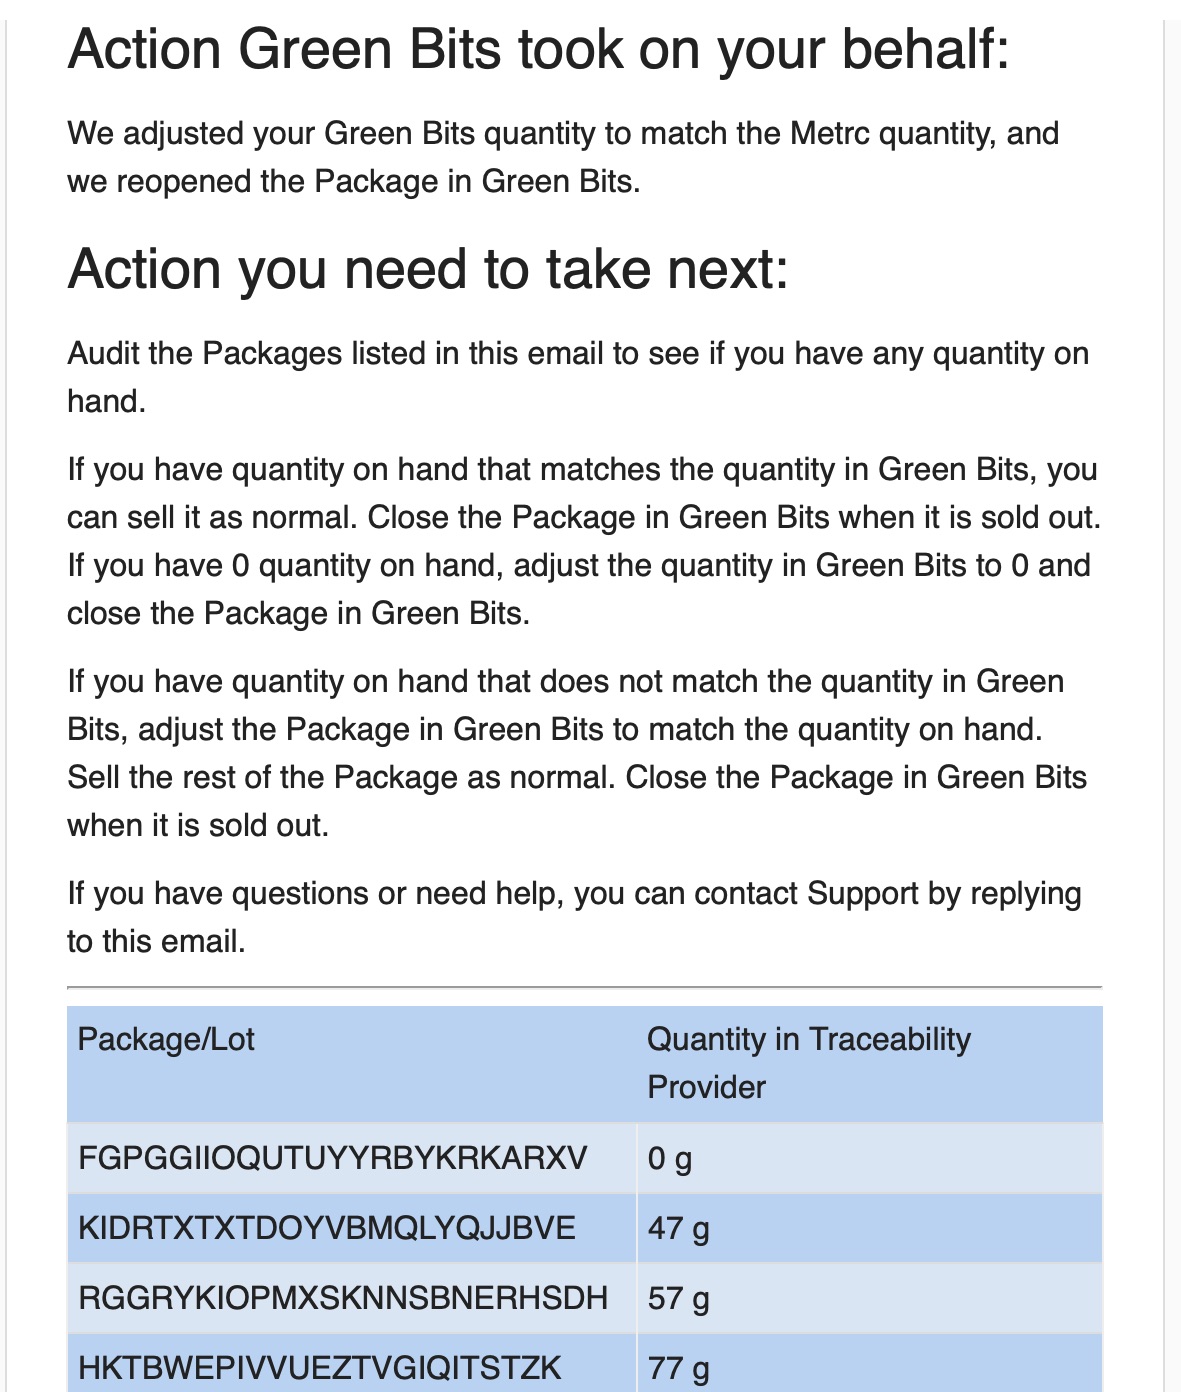 Action Green Bits took on your behalf:
We adjusted your Green Bits quantity to match the Metrc quantity, and
we reopened the Package in Green Bits.
Action you need to take next:
Audit the Packages listed in this email to see if you have any quantity on
hand.
If you have quantity on hand that matches the quantity in Green Bits, you
can sell it as normal. Close the Package in Green Bits when it is sold out.
If you have 0 quantity on hand, adjust the quantity in Green Bits to 0 and
close the Package in Green Bits.
If you have quantity on hand that does not match the quantity in Green
Bits, adjust the Package in Green Bits to match the quantity on hand.
Sell the rest of the Package as normal. Close the Package in Green Bits
when it is sold out.
If you have questions or need help, you can contact Support by replying
to this email.
Package/Lot Quantity in Traceability
Provider
FGPGGIIOQUTUYYRBYKRKARXV 0 g
KIDRTXTXTDOYVBMQLYQJJBVE 47 g
RGGRYKIOPMXSKNNSBNERHSDH 57 g
HKTBWEPIVVUEZTVGIQITSTZK 77 g